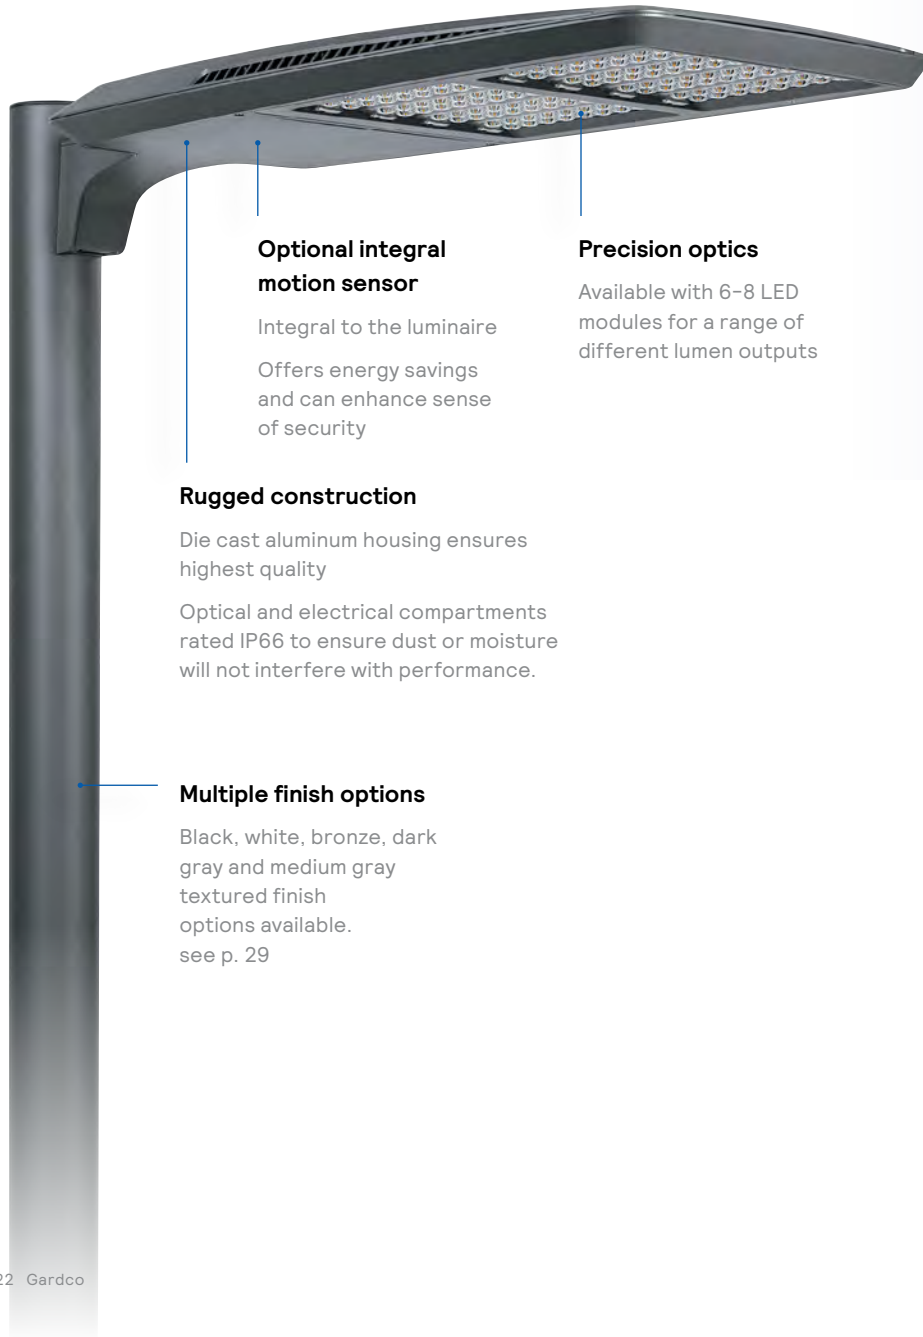 Optional integral
motion sensor
Integral to the luminaire
Offers energy savings
and can enhance sense
of security
Precision optics
Available with 6–8 LED
modules for a range of
different lumen outputs
Rugged construction
Die cast aluminum housing ensures
highest quality
Optical and electrical compartments
rated IP66 to ensure dust or moisture
will not interfere with performance.
Multiple finish options
Black, white, bronze, dark
gray and medium gray
textured finish
options available.
see p. 29
22 Gardco